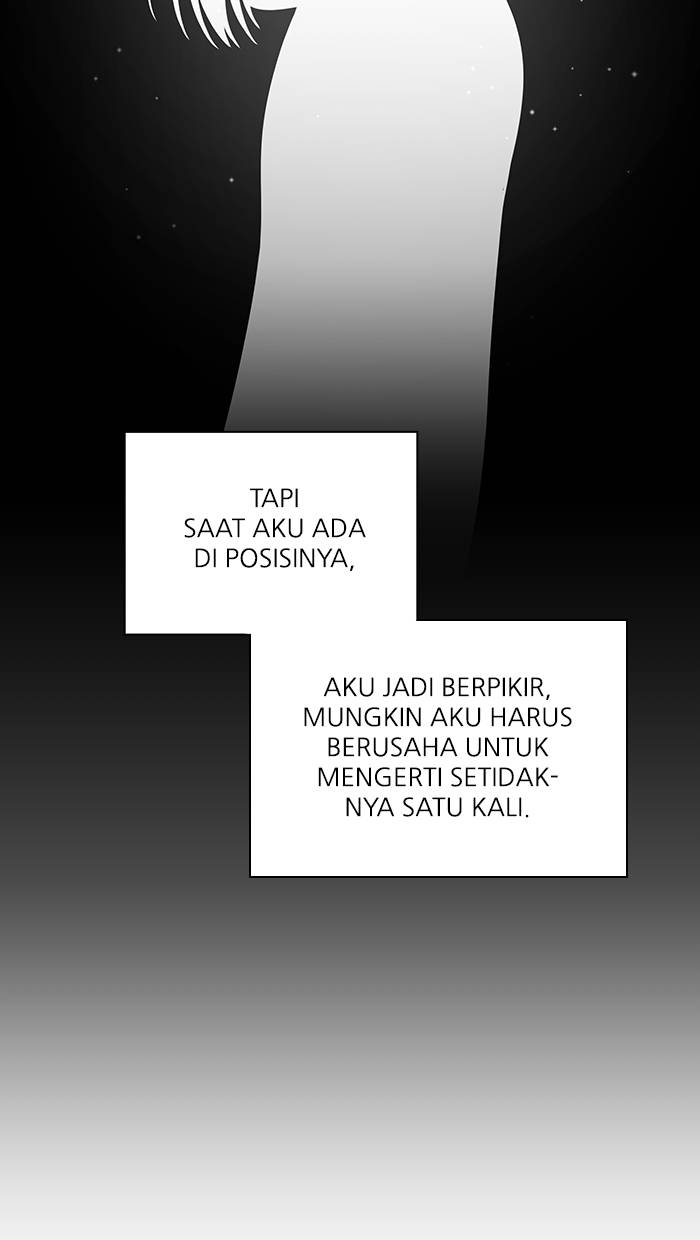 TAPI
SAAT AKU ADA
DI POSISINYA,
AKU JADI BERPIKIR,
MUNGKIN AKU HARUS
BERUSAHA UNTUK
MENGERTI SETIDAK-
NYA SATU KALI.